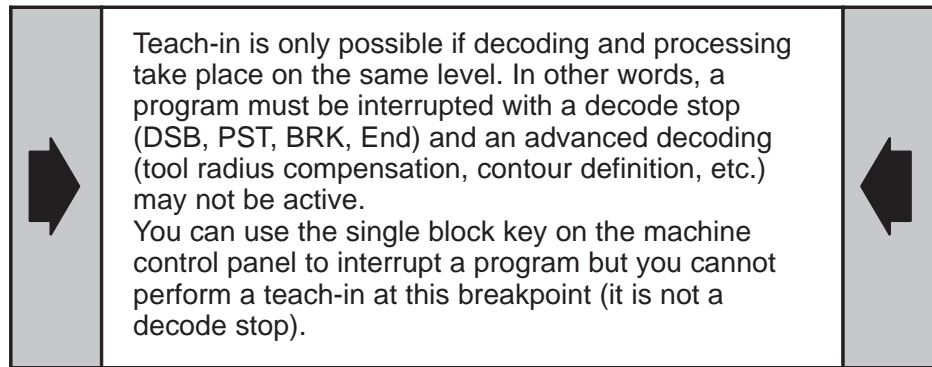 Teach-in is only possible if decoding and processing
take place on the same level. In other words, a
program must be interrupted with a decode stop
(DSB, PST, BRK, End) and an advanced decoding
(tool radius compensation, contour definition, etc.)
may not be active.
You can use the single block key on the machine
control panel to interrupt a program but you cannot
perform a teach-in at this breakpoint (it is not a
decode stop).